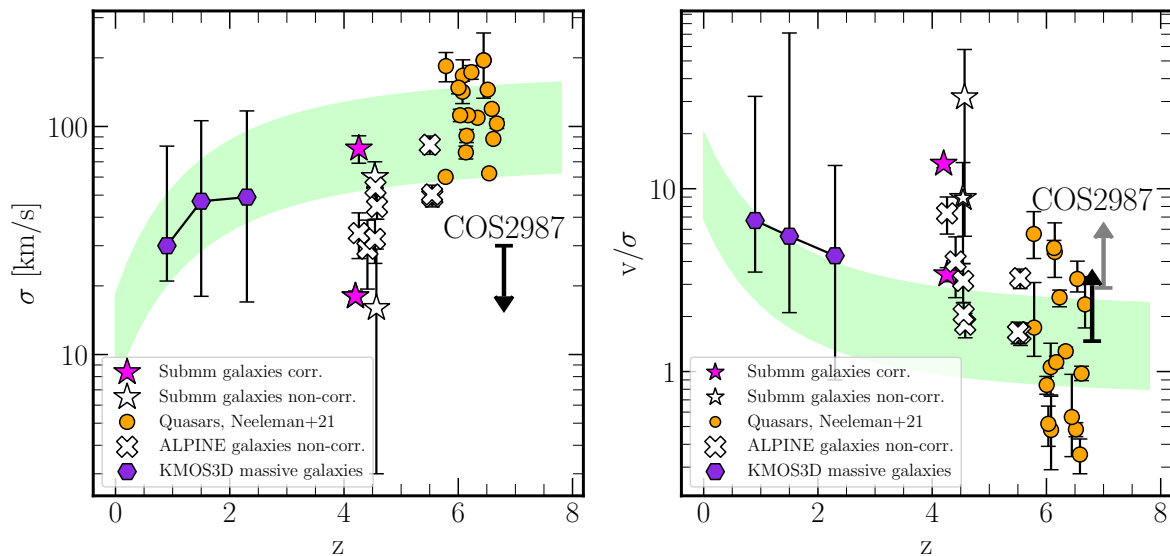 100
10
σ [km/s]
COS2987
Submm galaxies corr.
Submm galaxies non-corr.
Quasars, Neeleman+21
ALPINE galaxies non-corr.
KMOS3D massive galaxies
0 2 4 6 8
z
10
1
v/σ
COS2987
Submm galaxies corr.
Submm galaxies non-corr.
Quasars, Neeleman+21
ALPINE galaxies non-corr.
KMOS3D massive galaxies
0 2 4 6 8
z